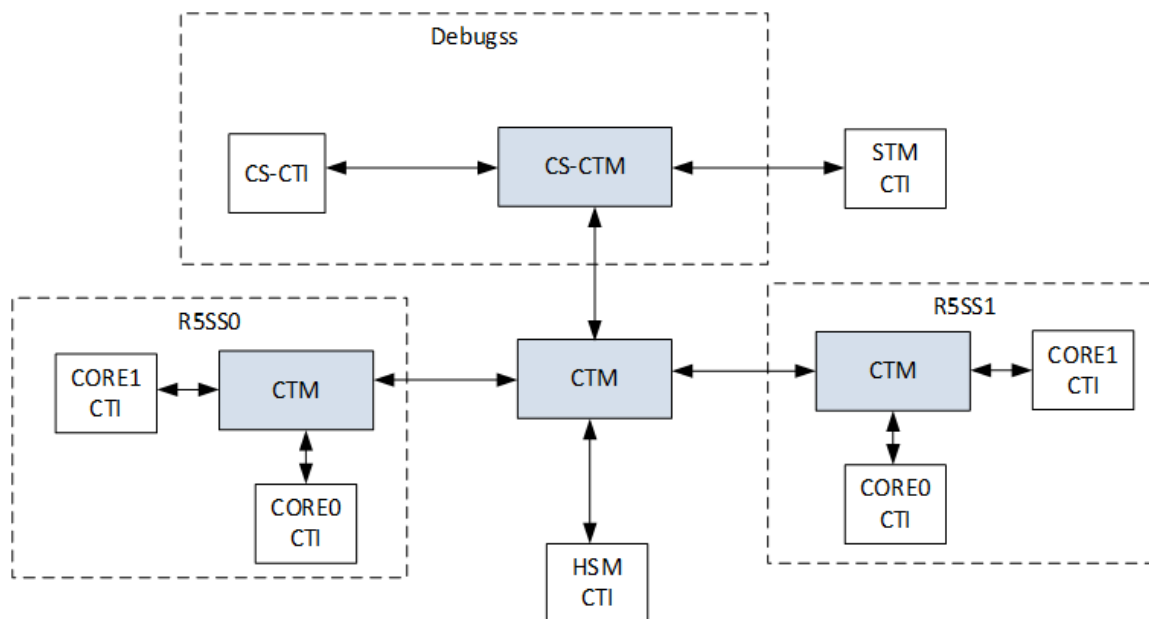 Debugss
CS-CTI
CS-CTM
STM
CTI
R5SS0
CORE1
CTI
CTM
CORE0
CTI
CTM
HSM
CTI
R5SS1
CTM
CORE1
CTI
CORE0
CTI